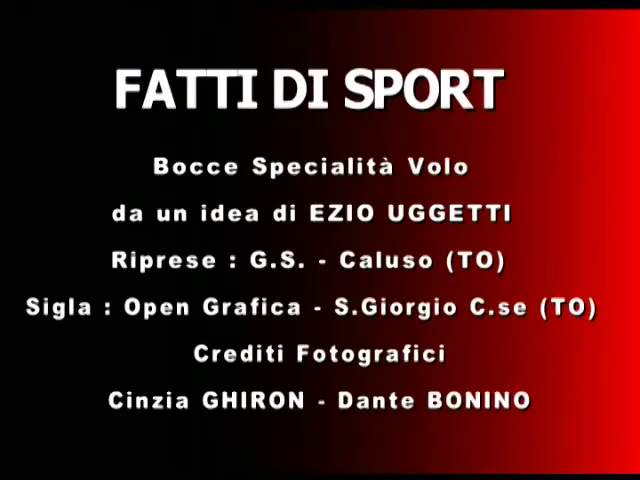 FATTI DI SPORT
Bocce Specialità Volo
da un idea di EZIO UGGETTI
Riprese : G.S. - Caluso (TO)
Sigla : Open Grafica - S.Giorgio C.se (TO)
Crediti Fotografici
Cinzia GHIRON - Dante BONINO